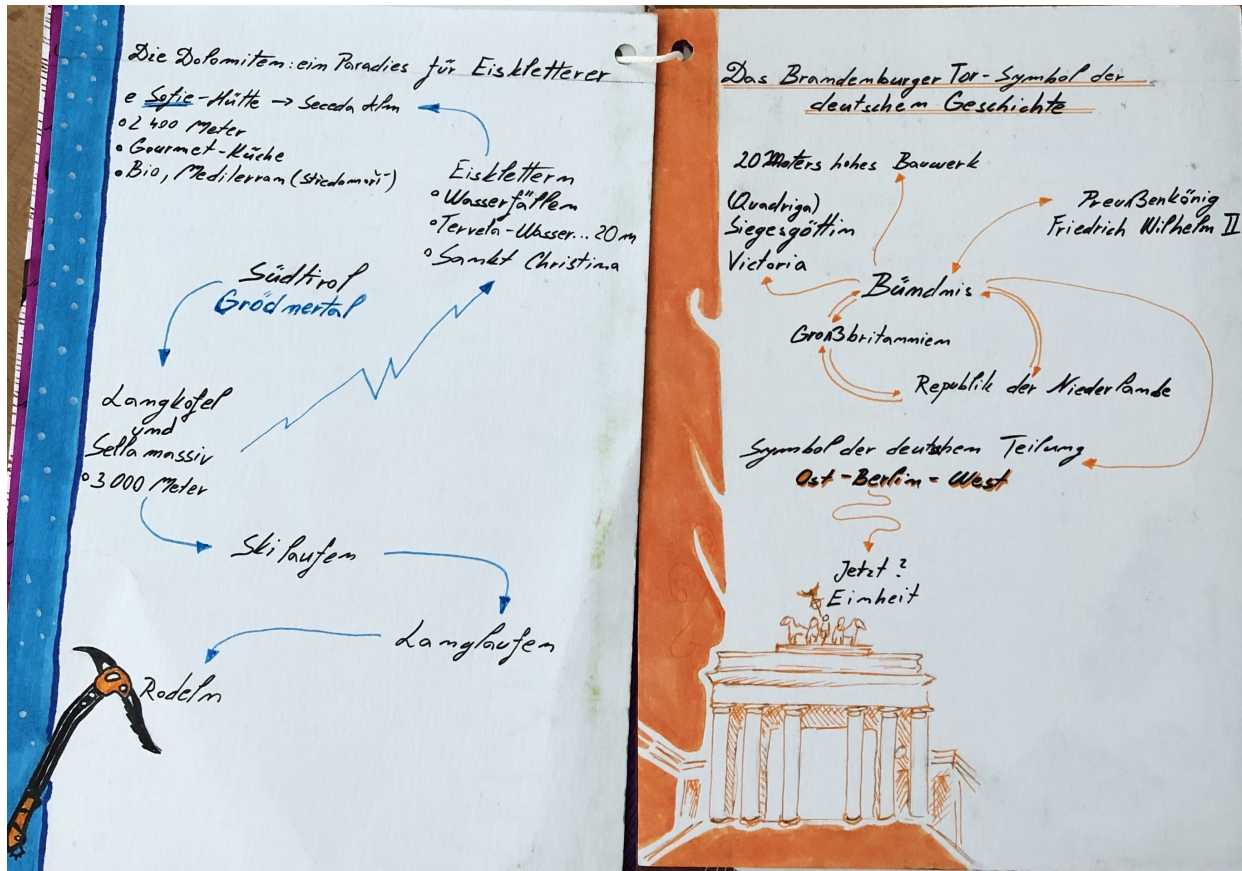 Die Dolomiten: ein Paradies für Eiskletterer
e Sofie-Hütte → Seceda Alm
2 400 Meter
Gourmet-Küche
Bio, Mediterran (Středomoří)
Eisklettern
Wasserfällen
Tervela-Wasser... 20 m
Sankt Christina
Südtirol
Grödnertal
Langkofel
und
Sella massiv
3 000 Meter
Skilaufen
Langlaufen
Rodeln
Das Brandenburger Tor - Symbol der
deutschen Geschichte
20 Meters hohes Bauwerk
(Quadriga)
Siegesgöttin
Victoria
Preußenkönig
Friedrich Wilhelm II
Bündnis
Großbritannien
Republik der Niederlande
Symbol der deutschen Teilung
Ost - Berlin = West
Jetzt?
Einheit